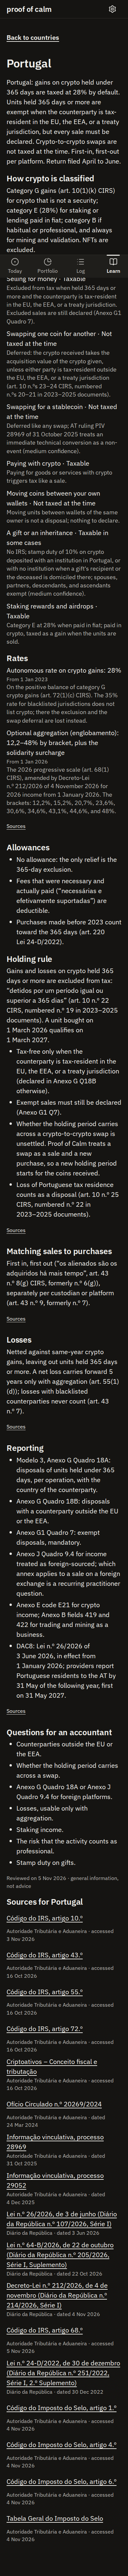 proof of calm
Back to countries
Portugal
Portugal: gains on crypto held under
365 days are taxed at 28% by default.
Units held 365 days or more are
exempt when the counterparty is tax-
resident in the EU, the EEA, or a treaty
jurisdiction, but every sale must be
declared. Crypto-to-crypto swaps are
not taxed at the time. First-in, first-out
per platform. Return filed April to June.
How crypto is classified
Category G gains (art. 10(1)(k) CIRS)
for crypto that is not a security;
category E (28%) for staking or
lending paid in fiat; category B if
habitual or professional, and always
for mining and validation. NFTs are
excluded.
Today
Portfolio
Log
Learn
Selling for money · Taxable
Excluded from tax when held 365 days or
more and the counterparty is tax-resident
in the EU, the EEA, or a treaty jurisdiction.
Excluded sales are still declared (Anexo G1
Quadro 7).
Swapping one coin for another · Not
taxed at the time
Deferred: the crypto received takes the
acquisition value of the crypto given,
unless either party is tax-resident outside
the EU, the EEA, or a treaty jurisdiction
(art. 10 n.ºs 23–24 CIRS, numbered
n.ºs 20–21 in 2023–2025 documents).
Swapping for a stablecoin · Not taxed
at the time
Deferred like any swap; AT ruling PIV
28969 of 31 October 2025 treats an
immediate technical conversion as a non-
event (medium confidence).
Paying with crypto · Taxable
Paying for goods or services with crypto
triggers tax like a sale.
Moving coins between your own
wallets · Not taxed at the time
Moving units between wallets of the same
owner is not a disposal; nothing to declare.
A gift or an inheritance · Taxable in
some cases
No IRS; stamp duty of 10% on crypto
deposited with an institution in Portugal, or
with no institution when a gift's recipient or
the deceased is domiciled there; spouses,
partners, descendants, and ascendants
exempt (medium confidence).
Staking rewards and airdrops ·
Taxable
Category E at 28% when paid in fiat; paid in
crypto, taxed as a gain when the units are
sold.
Rates
Autonomous rate on crypto gains: 28%
From 1 Jan 2023
On the positive balance of category G
crypto gains (art. 72(1)(c) CIRS). The 35%
rate for blacklisted jurisdictions does not
list crypto; there the exclusion and the
swap deferral are lost instead.
Optional aggregation (englobamento):
12,2–48% by bracket, plus the
solidarity surcharge
From 1 Jan 2026
The 2026 progressive scale (art. 68(1)
CIRS), amended by Decreto-Lei
n.º 212/2026 of 4 November 2026 for
2026 income from 1 January 2026. The
brackets: 12,2%, 15,2%, 20,7%, 23,6%,
30,6%, 34,6%, 43,1%, 44,6%, and 48%.
Sources
Allowances
No allowance: the only relief is the
365-day exclusion.
Fees that were necessary and
actually paid (“necessárias e
efetivamente suportadas”) are
deductible.
Purchases made before 2023 count
toward the 365 days (art. 220
Lei 24-D/2022).
Holding rule
Gains and losses on crypto held 365
days or more are excluded from tax:
“detidos por um período igual ou
superior a 365 dias” (art. 10 n.º 22
CIRS, numbered n.º 19 in 2023–2025
documents). A unit bought on
1 March 2026 qualifies on
1 March 2027.
Tax-free only when the
counterparty is tax-resident in the
EU, the EEA, or a treaty jurisdiction
(declared in Anexo G Q18B
otherwise).
Exempt sales must still be declared
(Anexo G1 Q7).
Whether the holding period carries
across a crypto-to-crypto swap is
unsettled. Proof of Calm treats a
swap as a sale and a new
purchase, so a new holding period
starts for the coins received.
Loss of Portuguese tax residence
counts as a disposal (art. 10 n.º 25
CIRS, numbered n.º 22 in
2023–2025 documents).
Sources
Matching sales to purchases
First in, first out (“os alienados são os
adquiridos há mais tempo”, art. 43
n.º 8(g) CIRS, formerly n.º 6(g)),
separately per custodian or platform
(art. 43 n.º 9, formerly n.º 7).
Sources
Losses
Netted against same-year crypto
gains, leaving out units held 365 days
or more. A net loss carries forward 5
years only with aggregation (art. 55(1)
(d)); losses with blacklisted
counterparties never count (art. 43
n.º 7).
Sources
Reporting
Modelo 3, Anexo G Quadro 18A:
disposals of units held under 365
days, per operation, with the
country of the counterparty.
Anexo G Quadro 18B: disposals
with a counterparty outside the EU
or the EEA.
Anexo G1 Quadro 7: exempt
disposals, mandatory.
Anexo J Quadro 9.4 for income
treated as foreign-sourced; which
annex applies to a sale on a foreign
exchange is a recurring practitioner
question.
Anexo E code E21 for crypto
income; Anexo B fields 419 and
422 for trading and mining as a
business.
DAC8: Lei n.º 26/2026 of
3 June 2026, in effect from
1 January 2026; providers report
Portuguese residents to the AT by
31 May of the following year, first
on 31 May 2027.
Sources
Questions for an accountant
Counterparties outside the EU or
the EEA.
Whether the holding period carries
across a swap.
Anexo G Quadro 18A or Anexo J
Quadro 9.4 for foreign platforms.
Losses, usable only with
aggregation.
Staking income.
The risk that the activity counts as
professional.
Stamp duty on gifts.
Reviewed on 5 Nov 2026 · general information,
not advice
Sources for Portugal
Código do IRS, artigo 10.º
Autoridade Tributária e Aduaneira · accessed
3 Nov 2026
Código do IRS, artigo 43.º
Autoridade Tributária e Aduaneira · accessed
16 Oct 2026
Código do IRS, artigo 55.º
Autoridade Tributária e Aduaneira · accessed
16 Oct 2026
Código do IRS, artigo 72.º
Autoridade Tributária e Aduaneira · accessed
16 Oct 2026
Criptoativos – Conceito fiscal e
tributação
Autoridade Tributária e Aduaneira · accessed
16 Oct 2026
Ofício Circulado n.º 20269/2024
Autoridade Tributária e Aduaneira · dated
24 Mar 2024
Informação vinculativa, processo
28969
Autoridade Tributária e Aduaneira · dated
31 Oct 2025
Informação vinculativa, processo
29052
Autoridade Tributária e Aduaneira · dated
4 Dec 2025
Lei n.º 26/2026, de 3 de junho (Diário
da República n.º 107/2026, Série I)
Diário da República · dated 3 Jun 2026
Lei n.º 64-B/2026, de 22 de outubro
(Diário da República n.º 205/2026,
Série I, Suplemento)
Diário da República · dated 22 Oct 2026
Decreto-Lei n.º 212/2026, de 4 de
novembro (Diário da República n.º
214/2026, Série I)
Diário da República · dated 4 Nov 2026
Código do IRS, artigo 68.º
Autoridade Tributária e Aduaneira · accessed
5 Nov 2026
Lei n.º 24-D/2022, de 30 de dezembro
(Diário da República n.º 251/2022,
Série I, 2.º Suplemento)
Diário da República · dated 30 Dec 2022
Código do Imposto do Selo, artigo 1.º
Autoridade Tributária e Aduaneira · accessed
4 Nov 2026
Código do Imposto do Selo, artigo 4.º
Autoridade Tributária e Aduaneira · accessed
4 Nov 2026
Código do Imposto do Selo, artigo 6.º
Autoridade Tributária e Aduaneira · accessed
4 Nov 2026
Tabela Geral do Imposto do Selo
Autoridade Tributária e Aduaneira · accessed
4 Nov 2026